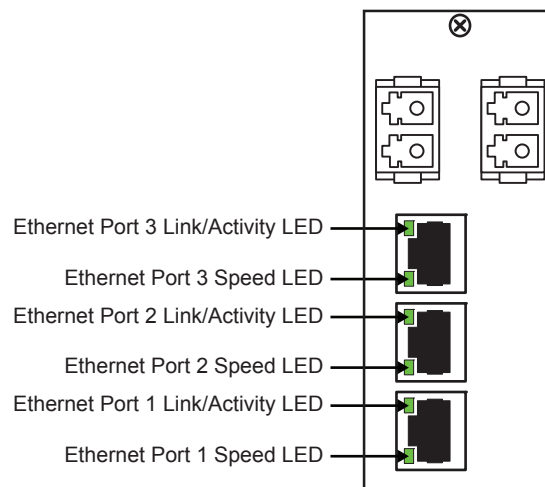 Ethernet Port 3 Link/Activity LED
Ethernet Port 3 Speed LED
Ethernet Port 2 Link/Activity LED
Ethernet Port 2 Speed LED
Ethernet Port 1 Link/Activity LED
Ethernet Port 1 Speed LED